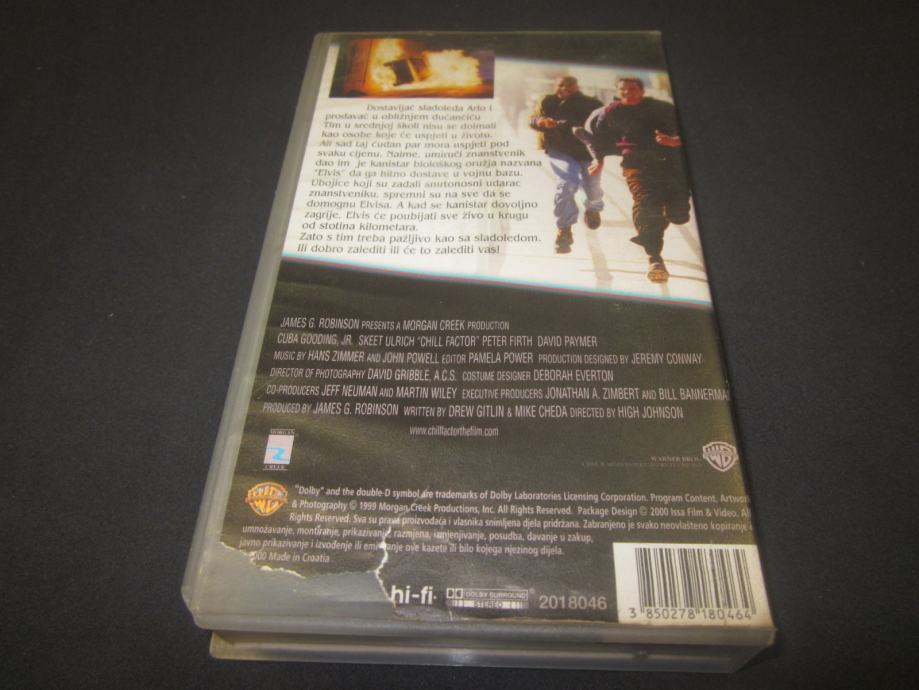 Dostavljač sladoleda Arlo i
prodavač u obližnjem dućančiću
Tim u srednjoj školi nisu se doimali
kao osobe koje će uspjeti u životu.
Ali sad taj čudan par mora uspjeti pod
svaku cijenu. Naime, umirući znanstvenik
dao im je kanistar biološkog oružja nazvana
"Elvis" da ga hitno dostave u vojnu bazu.
Ubojice koji su zadali smrtonosni udarac
znanstveniku, spremni su na sve da se
domognu Elvisa. A kad se kanistar dovoljno
zagrije, Elvis će poubijati sve živo u krugu
od stotina kilometara.
Zato s tim treba pažljivo kao sa sladoledom.
Ili dobro zalediti ili će to zalediti vas!
JAMES G. ROBINSON PRESENTS A MORGAN CREEK PRODUCTION
CUBA GOODING, JR. SKEET ULRICH "CHILL FACTOR" PETER FIRTH DAVID PAYMER
MUSIC BY HANS ZIMMER AND JOHN POWELL EDITOR PAMELA POWER PRODUCTION DESIGNED BY JEREMY CONWAY
DIRECTOR OF PHOTOGRAPHY DAVID GRIBBLE, A.C.S. COSTUME DESIGNER DEBORAH EVERTON
CO-PRODUCERS JEFF NEUMAN AND MARTIN WILEY EXECUTIVE PRODUCERS JONATHAN A. ZIMBERT AND BILL BANNERMA
PRODUCED BY JAMES G. ROBINSON WRITTEN BY DREW GITLIN & MIKE CHEDA DIRECTED BY HIGH JOHNSON
www.chillfactorthefilm.com
MORGAN
CREEK
WARNER BROS.
"Dolby" and the double-D symbol are trademarks of Dolby Laboratories Licensing Corporation. Program Content, Artwor
& Photography © 1999 Morgan Creek Productions, Inc. All Rights Reserved. Package Design © 2000 Issa Film & Video. All
Rights Reserved. Sva su prava proizvođača i vlasnika snimljena djela pridržana. Zabranjeno je svako neovlašteno kopiranje
umnožavanje, montiranje, prikazivanje razmjena, iznajmljivanje, posudba, davanje u zakup,
javno prikazivanje i izvođenje ili emitiranje ove kazete ili bilo kojega njezinog dijela.
2000 Made in Croatia
hi-fi DOLBY SURROUND
STEREO
2018046
3 850278 180464